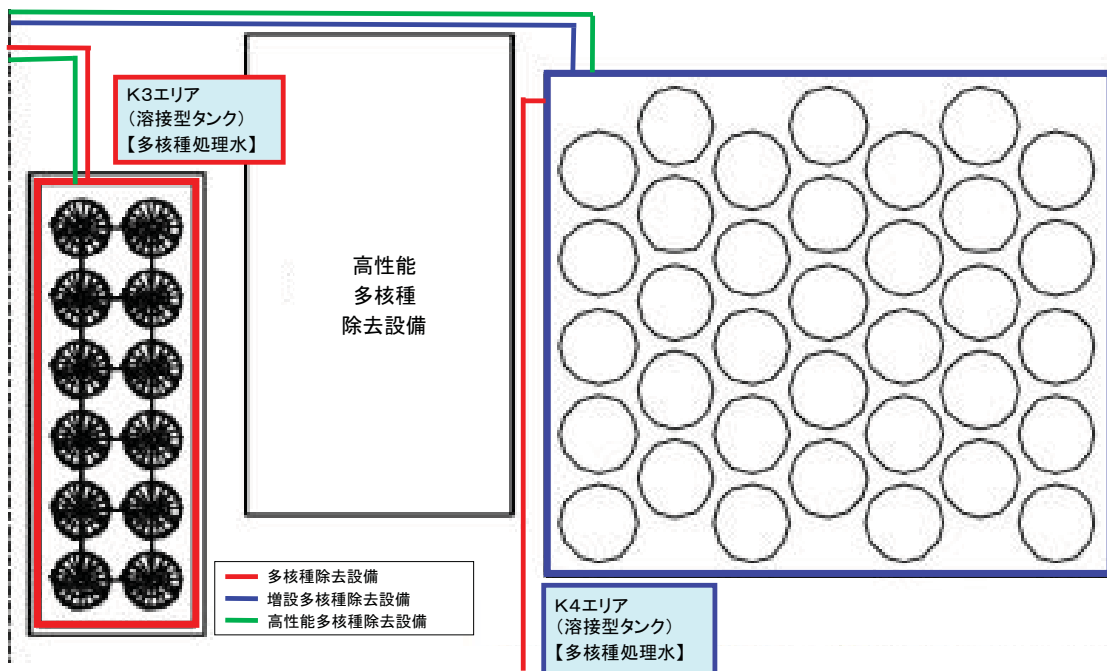 K3エリア
(溶接型タンク)
【多核種処理水】
高性能
多核種
除去設備
多核種除去設備
増設多核種除去設備
高性能多核種除去設備
K4エリア
(溶接型タンク)
【多核種処理水】